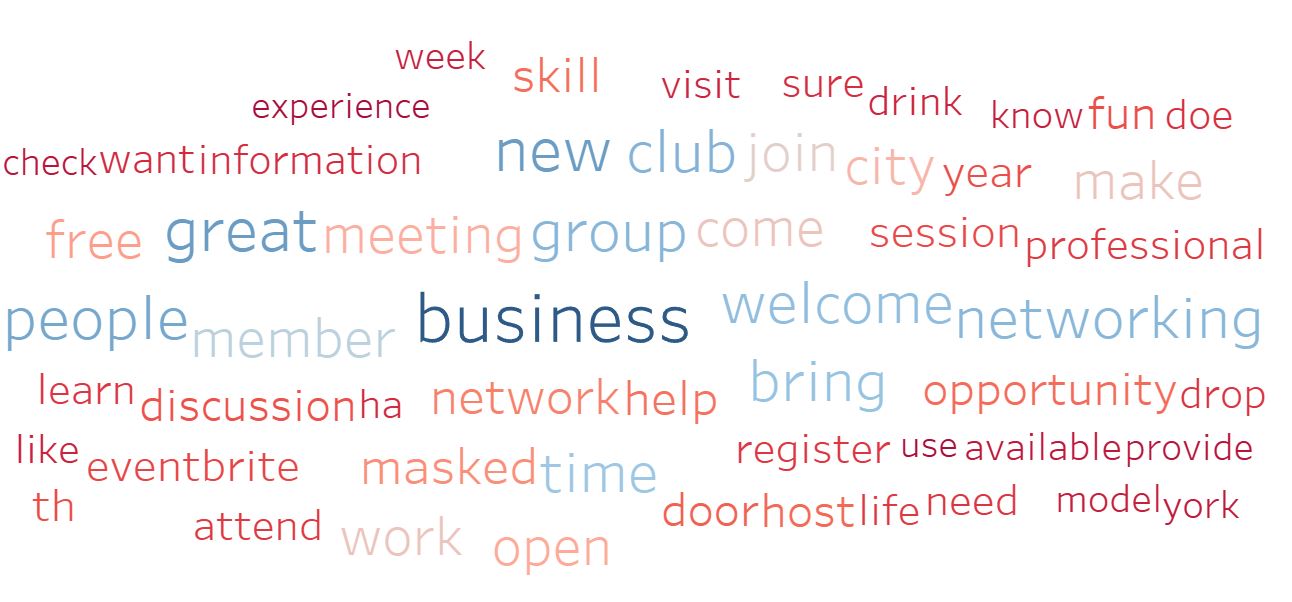 week skill visit sure drink
experience know fun doe
check want information new club join city year make
free great meeting group come session professional
people member business welcome networking
learn discussion ha network help bring opportunity drop
like eventbrite masked time register use available provide
th attend work open door host life need model york